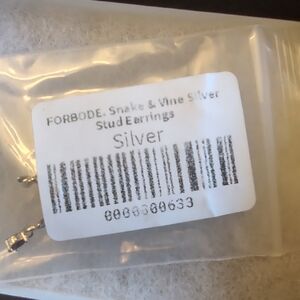 FORBODE. Snake & Vine Silver
Stud Earrings
Silver
0000300633